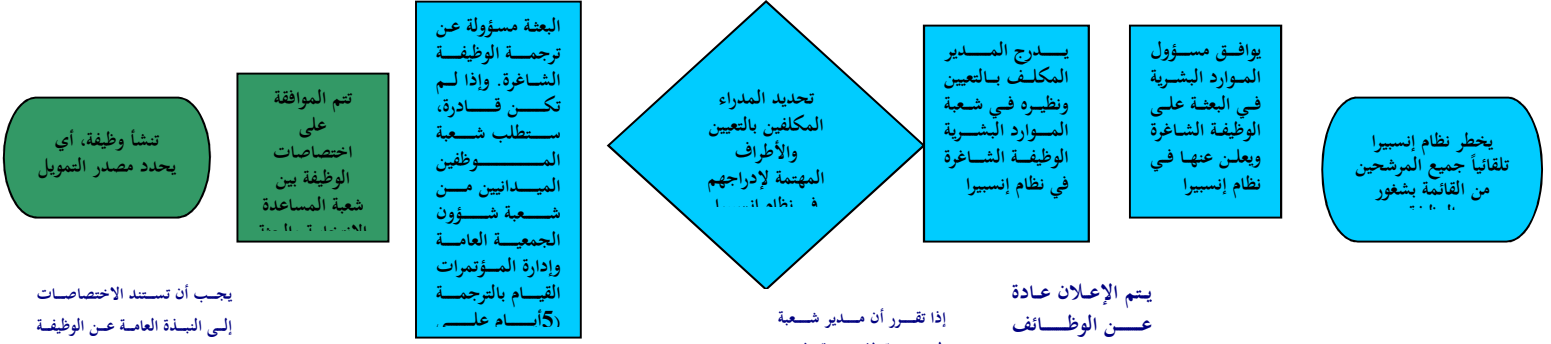 تنشأ وظيفة، أي
يحدد مصدر التمويل
تتم الموافقة
على
اختصاصات
الوظيفة بين
شعبة المساعدة
البعثة مسؤولة عن
ترجمة الوظيفة
الشاغرة. وإذا لم
تكن قادرة،
ستطلب شعبة
الموظفين
الميدانيين من
شعبة شؤون
الجمعية العامة
وإدارة المؤتمرات
القيام بالترجمة
(5أيام على
تحديد المدراء
المكلفين بالتعيين
والأطراف
المهتمة لإدراجهم
في نظام إنسبيرا
يدرج المدير
المكلف بالتعيين
ونظيره في شعبة
الموارد البشرية
الوظيفة الشاغرة
في نظام إنسبيرا
يوافق مسؤول
الموارد البشرية
في البعثة على
الوظيفة الشاغرة
ويعلن عنها في
نظام إنسبيرا
يخطر نظام إنسبيرا
تلقائياً جميع المرشحين
من القائمة بشغور
يجب أن تستند الاختصاصات
إلى النبذة العامة عن الوظيفة
إذا تقرر أن مدير شعبة
يتم الإعلان عادة
عن الوظائف